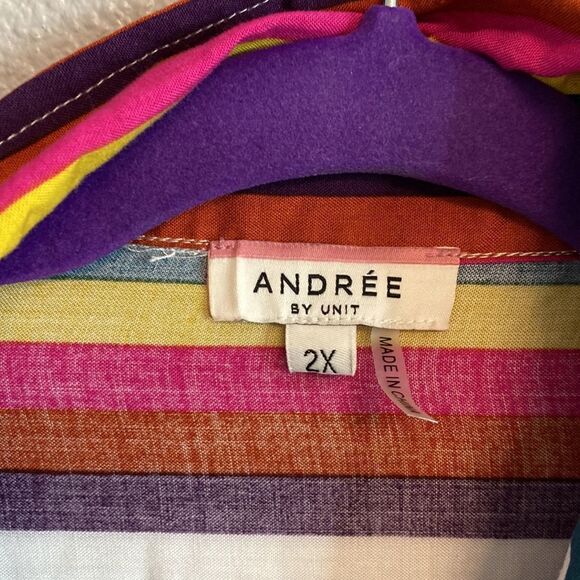 ANDRÉE
BY UNIT
2X
MADE IN CHINA